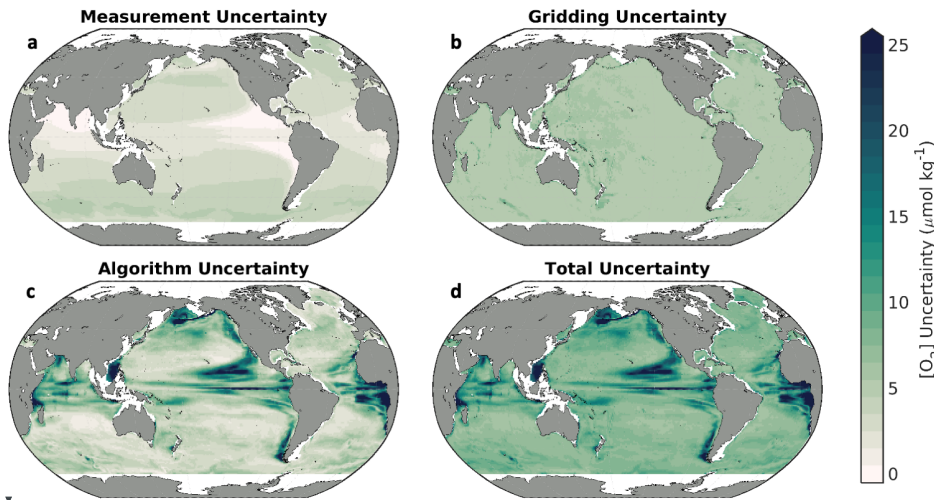 Measurement Uncertainty
a
Gridding Uncertainty
b
Algorithm Uncertainty
c
Total Uncertainty
d
25
20
15
10
5
0
[O₂] Uncertainty (μmol kg⁻¹)